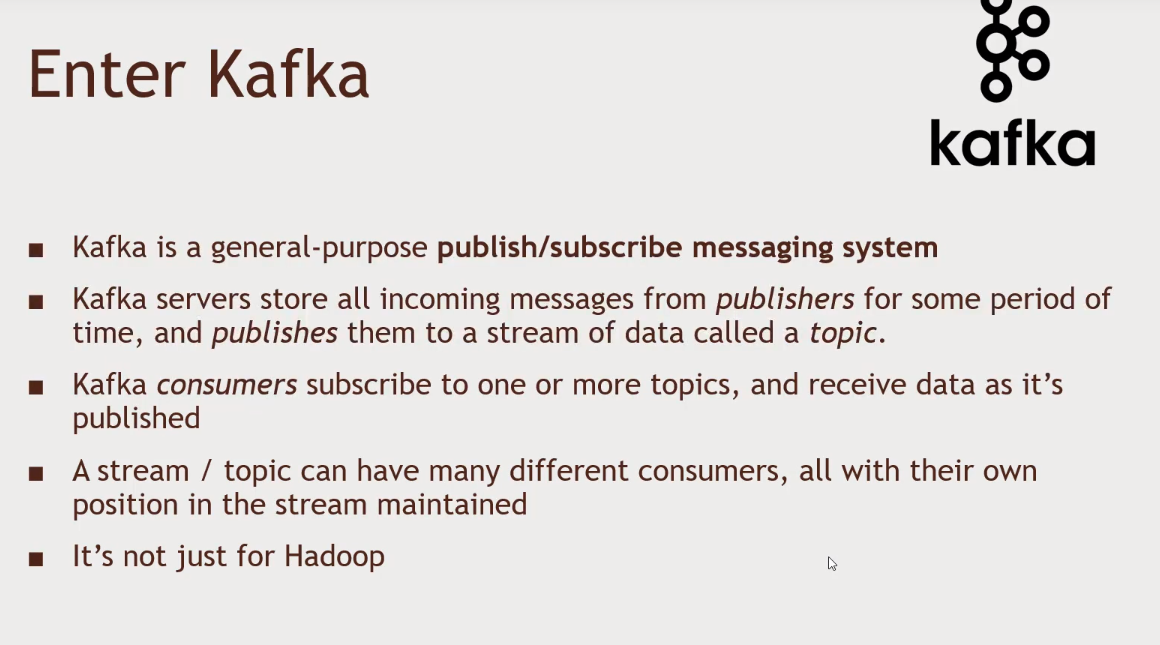 Enter Kafka
kafka
■ Kafka is a general-purpose publish/subscribe messaging system
■ Kafka servers store all incoming messages from publishers for some period of
time, and publishes them to a stream of data called a topic.
■ Kafka consumers subscribe to one or more topics, and receive data as it’s
published
■ A stream / topic can have many different consumers, all with their own
position in the stream maintained
■ It’s not just for Hadoop